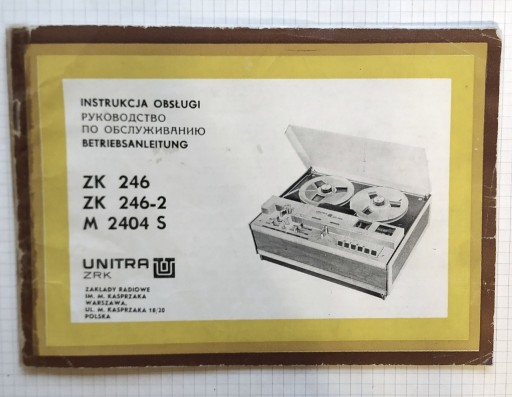 INSTRUKCJA OBSŁUGI
РУКОВОДСТВО
ПО ОБСЛУЖИВАНИЮ
BETRIEBSANLEITUNG
ZK 246
ZK 246-2
M 2404 S
UNITRA
ZRK
ZAKŁADY RADIOWE
IM. M. KASPRZAKA
WARSZAWA,
UL. M. KASPRZAKA 18/20
POLSKA